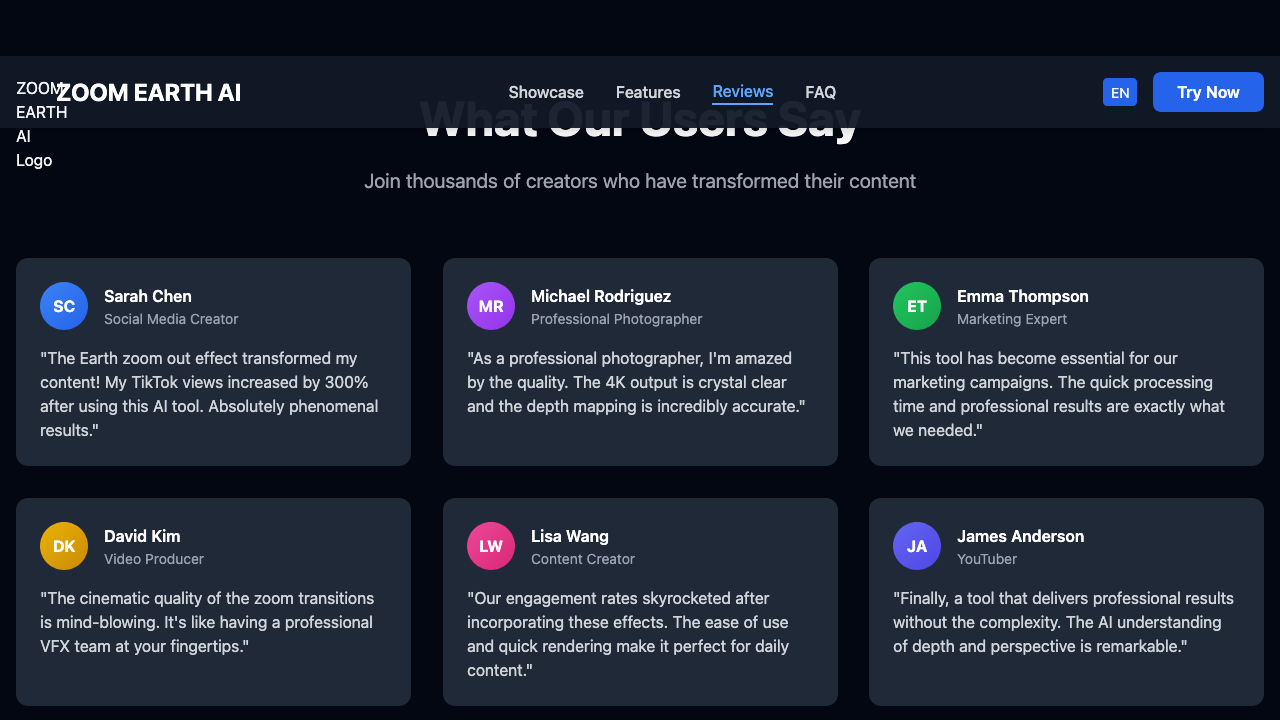 ZOOM
EARTH
AI
Logo
ZOOM EARTH AI
Showcase
Features
Reviews
FAQ
EN
Try Now
What Our Users Say
Join thousands of creators who have transformed their content
SC
Sarah Chen
Social Media Creator
"The Earth zoom out effect transformed my
content! My TikTok views increased by 300%
after using this AI tool. Absolutely phenomenal
results."
MR
Michael Rodriguez
Professional Photographer
"As a professional photographer, I'm amazed
by the quality. The 4K output is crystal clear
and the depth mapping is incredibly accurate."
ET
Emma Thompson
Marketing Expert
"This tool has become essential for our
marketing campaigns. The quick processing
time and professional results are exactly what
we needed."
DK
David Kim
Video Producer
"The cinematic quality of the zoom transitions
is mind-blowing. It's like having a professional
VFX team at your fingertips."
LW
Lisa Wang
Content Creator
"Our engagement rates skyrocketed after
incorporating these effects. The ease of use
and quick rendering make it perfect for daily
content."
JA
James Anderson
YouTuber
"Finally, a tool that delivers professional results
without the complexity. The AI understanding
of depth and perspective is remarkable."